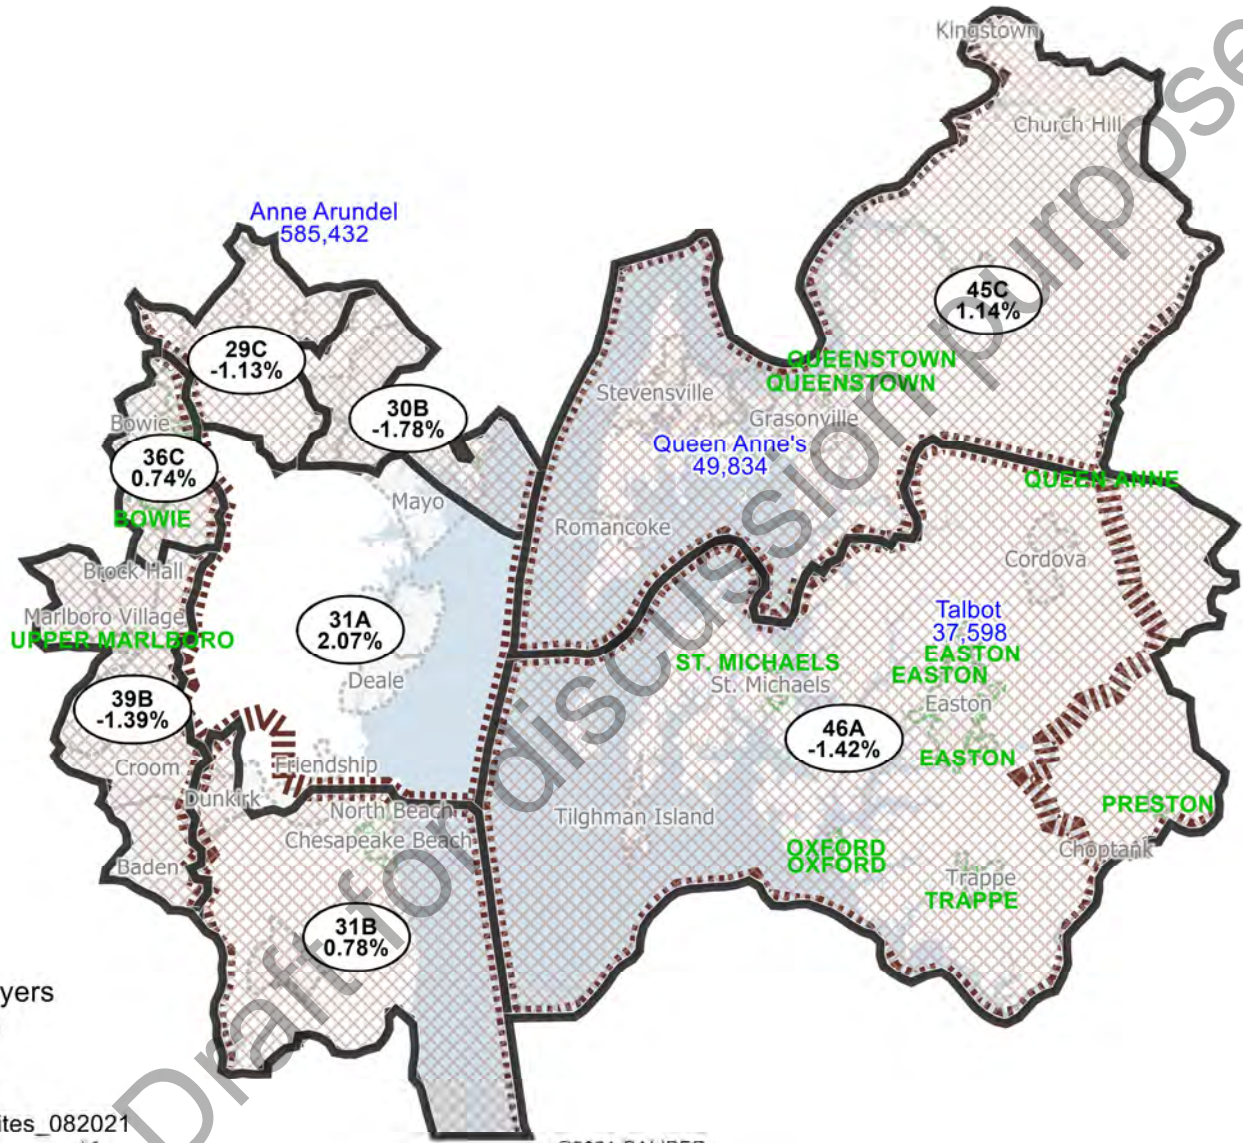 Kingstown
Church Hill
Anne Arundel
585,432
45C
1.14%
29C
-1.13%
QUEENSTOWN
QUEENSTOWN
Stevensville
Grasonville
30B
-1.78%
Bowie
Queen Anne's
49,834
36C
0.74%
QUEEN ANNE
Mayo
BOWIE
Romancoke
Cordova
Brock Hall
Marlboro Village
UPPER MARLBORO
31A
2.07%
Talbot
37,598
EASTON
ST. MICHAELS
St. Michaels
EASTON
Deale
39B
-1.39%
Easton
46A
-1.42%
EASTON
Croom
Friendship
Dunkirk
North Beach
Tilghman Island
PRESTON
Chesapeake Beach
OXFORD
OXFORD
Choptank
Baden
Trappe
TRAPPE
31B
0.78%
yers
ites_082021
Draft for discussion purpose